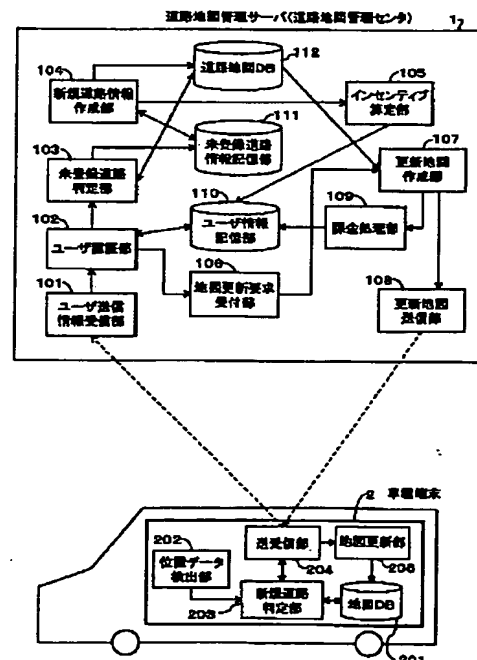 道路地図管理サーバ(道路地図管理センタ)
1
104
新規道路情報
作成部
道路地図DB
112
105
インセンティブ
算定部
103
未登録道路
判定部
111
未登録道路
情報記憶部
107
更新地図
作成部
102
ユーザ認証部
110
ユーザ情報
記憶部
109
課金処理部
101
ユーザ送信
情報受信部
106
地図更新要求
受付部
108
更新地図
送信部
2 車載端末
202
位置データ
検出部
送受信部
204
地図更新部
205
203
新規道路
判定部
地図DB
201